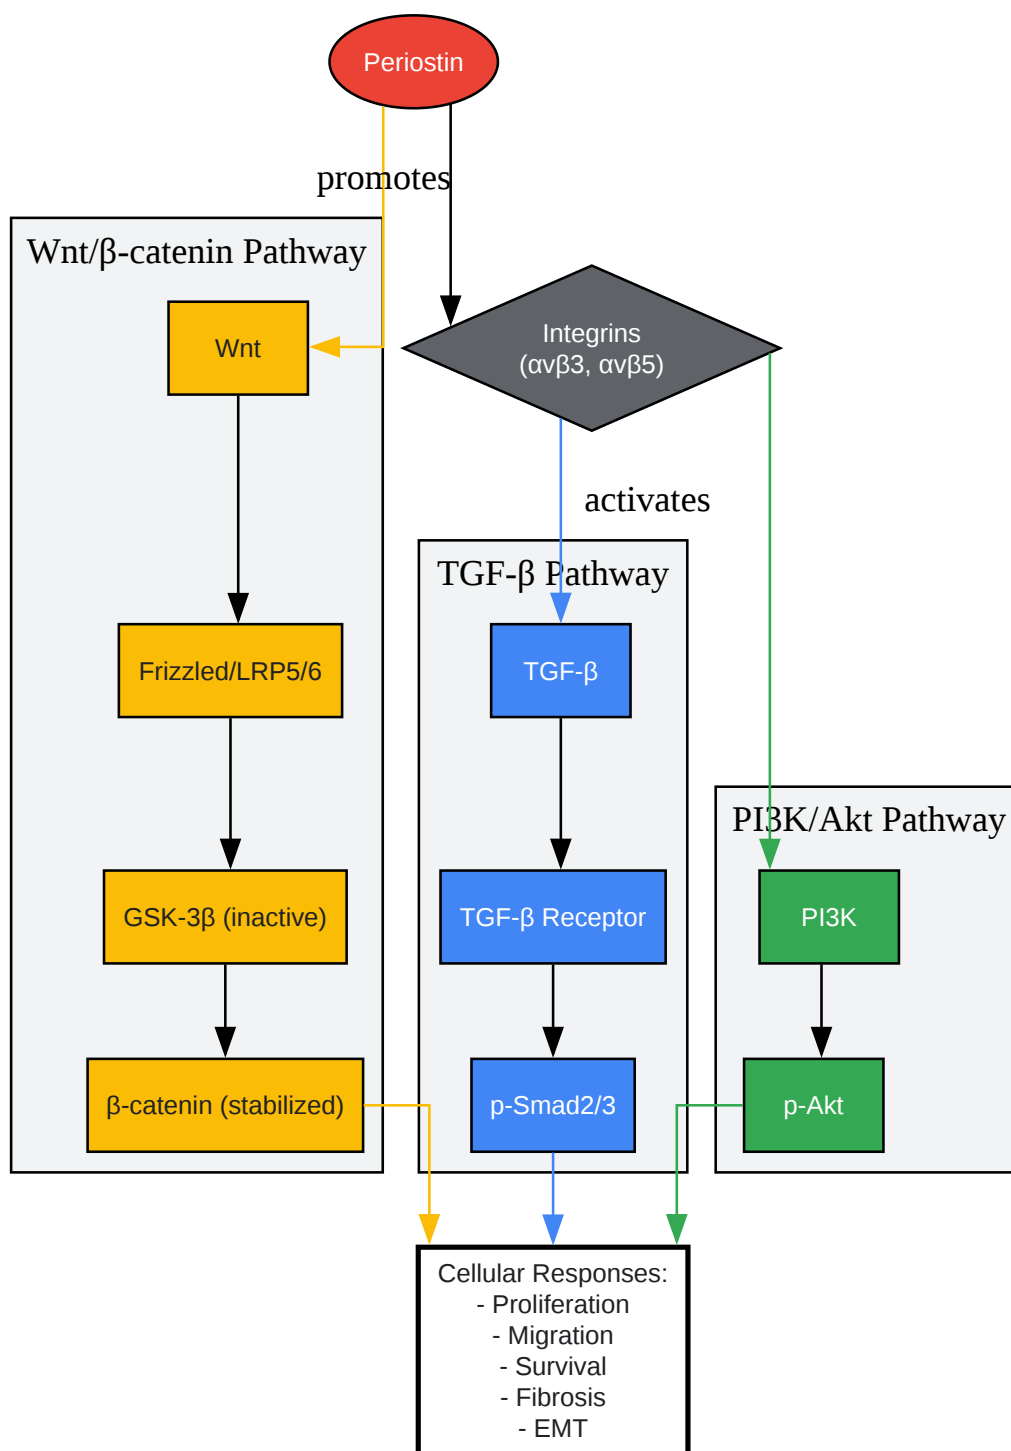 Periostin
promotes
Wnt/β-catenin Pathway
Wnt
Integrins
(αvβ3, αvβ5)
activates
TGF-β Pathway
Frizzled/LRP5/6
TGF-β
PI3K/Akt Pathway
GSK-3β (inactive)
TGF-β Receptor
PI3K
β-catenin (stabilized)
p-Smad2/3
p-Akt
Cellular Responses:
- Proliferation
- Migration
- Survival
- Fibrosis
- EMT